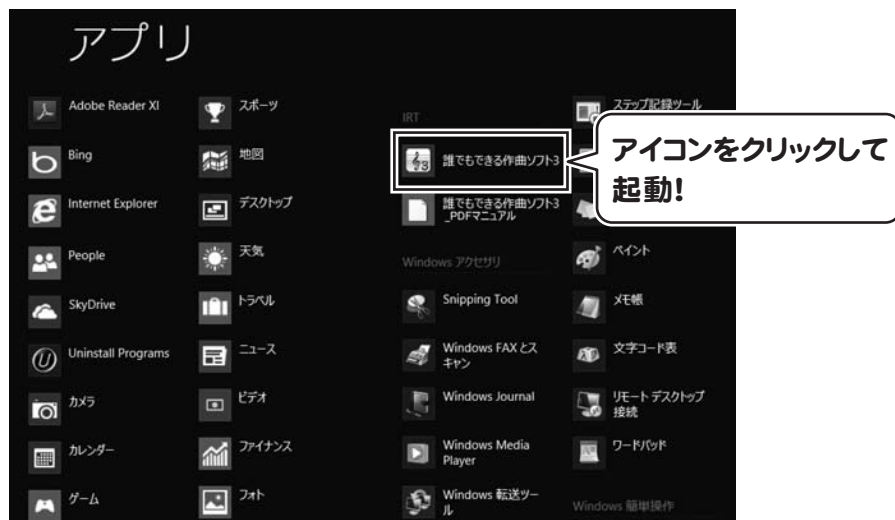 アプリ
Adobe Reader XI
Bing
Internet Explorer
People
SkyDrive
Uninstall Programs
カメラ
カレンダー
ゲーム
スポーツ
地図
デスクトップ
天気
トラベル
ニュース
ビデオ
ファイナンス
フォト
IRT
誰でもできる作曲ソフト3
誰でもできる作曲ソフト3
_PDFマニュアル
Windows アクセサリ
Snipping Tool
Windows FAX とス
キャン
Windows Journal
Windows Media
Player
Windows 転送ツー
ル
ステップ記録ツール
ペイント
メモ帳
文字コード表
リモート デスクトップ
接続
ワードパッド
Windows 簡単操作
アイコンをクリックして
起動!